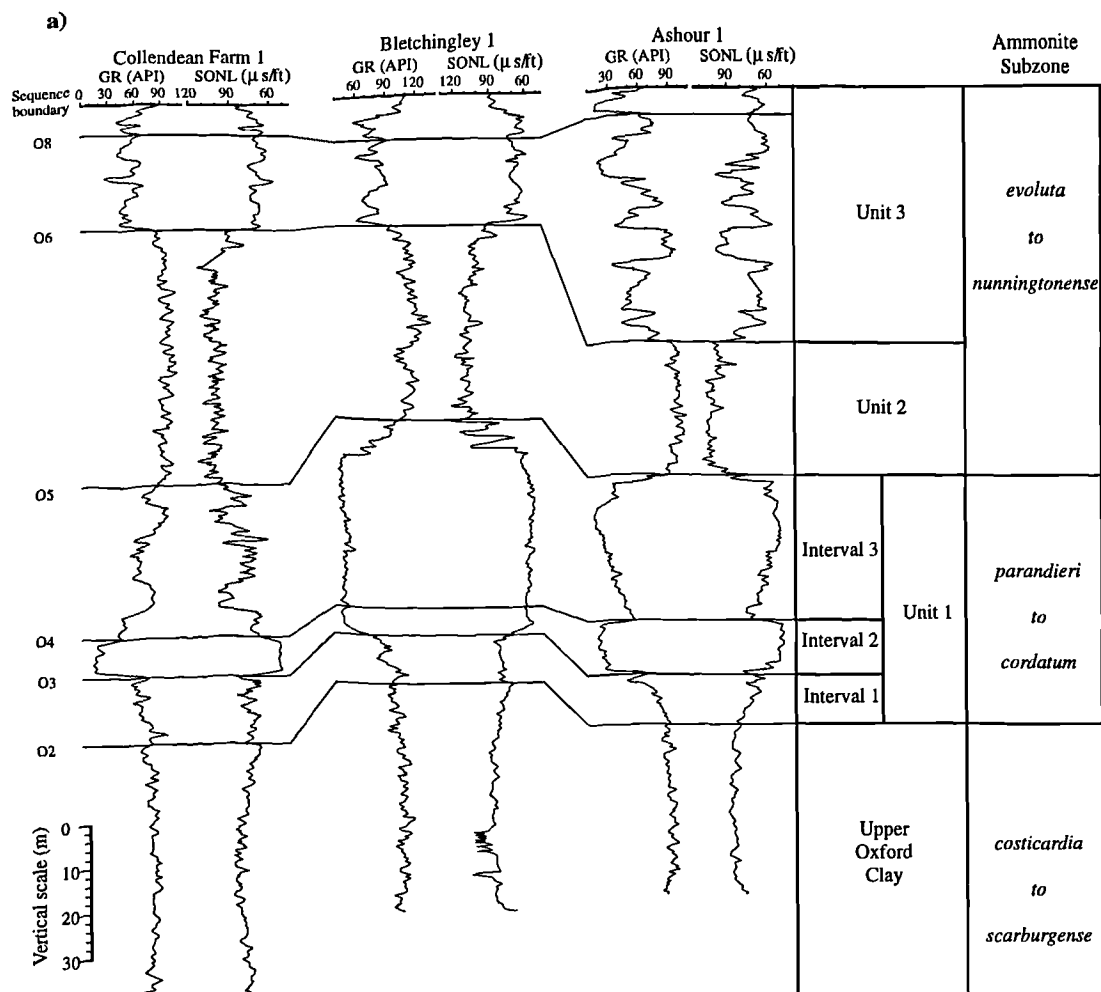 a)
Collendean Farm 1
GR (API) SONL (μ s/ft)
Sequence boundary
0 30 60 90 120 90 60
Bletchingley 1
GR (API) SONL (μ s/ft)
60 90 120 120 90 60
Ashour 1
GR (API) SONL (μ s/ft)
30 60 90 90 60
Ammonite
Subzone
O8
O6
O5
O4
O3
O2
Unit 3
Unit 2
Interval 3
Interval 2
Interval 1
Unit 1
Upper
Oxford
Clay
evoluta
to
nunningtonense
parandieri
to
cordatum
costicardia
to
scarburgense
Vertical scale (m)
0
10
20
30